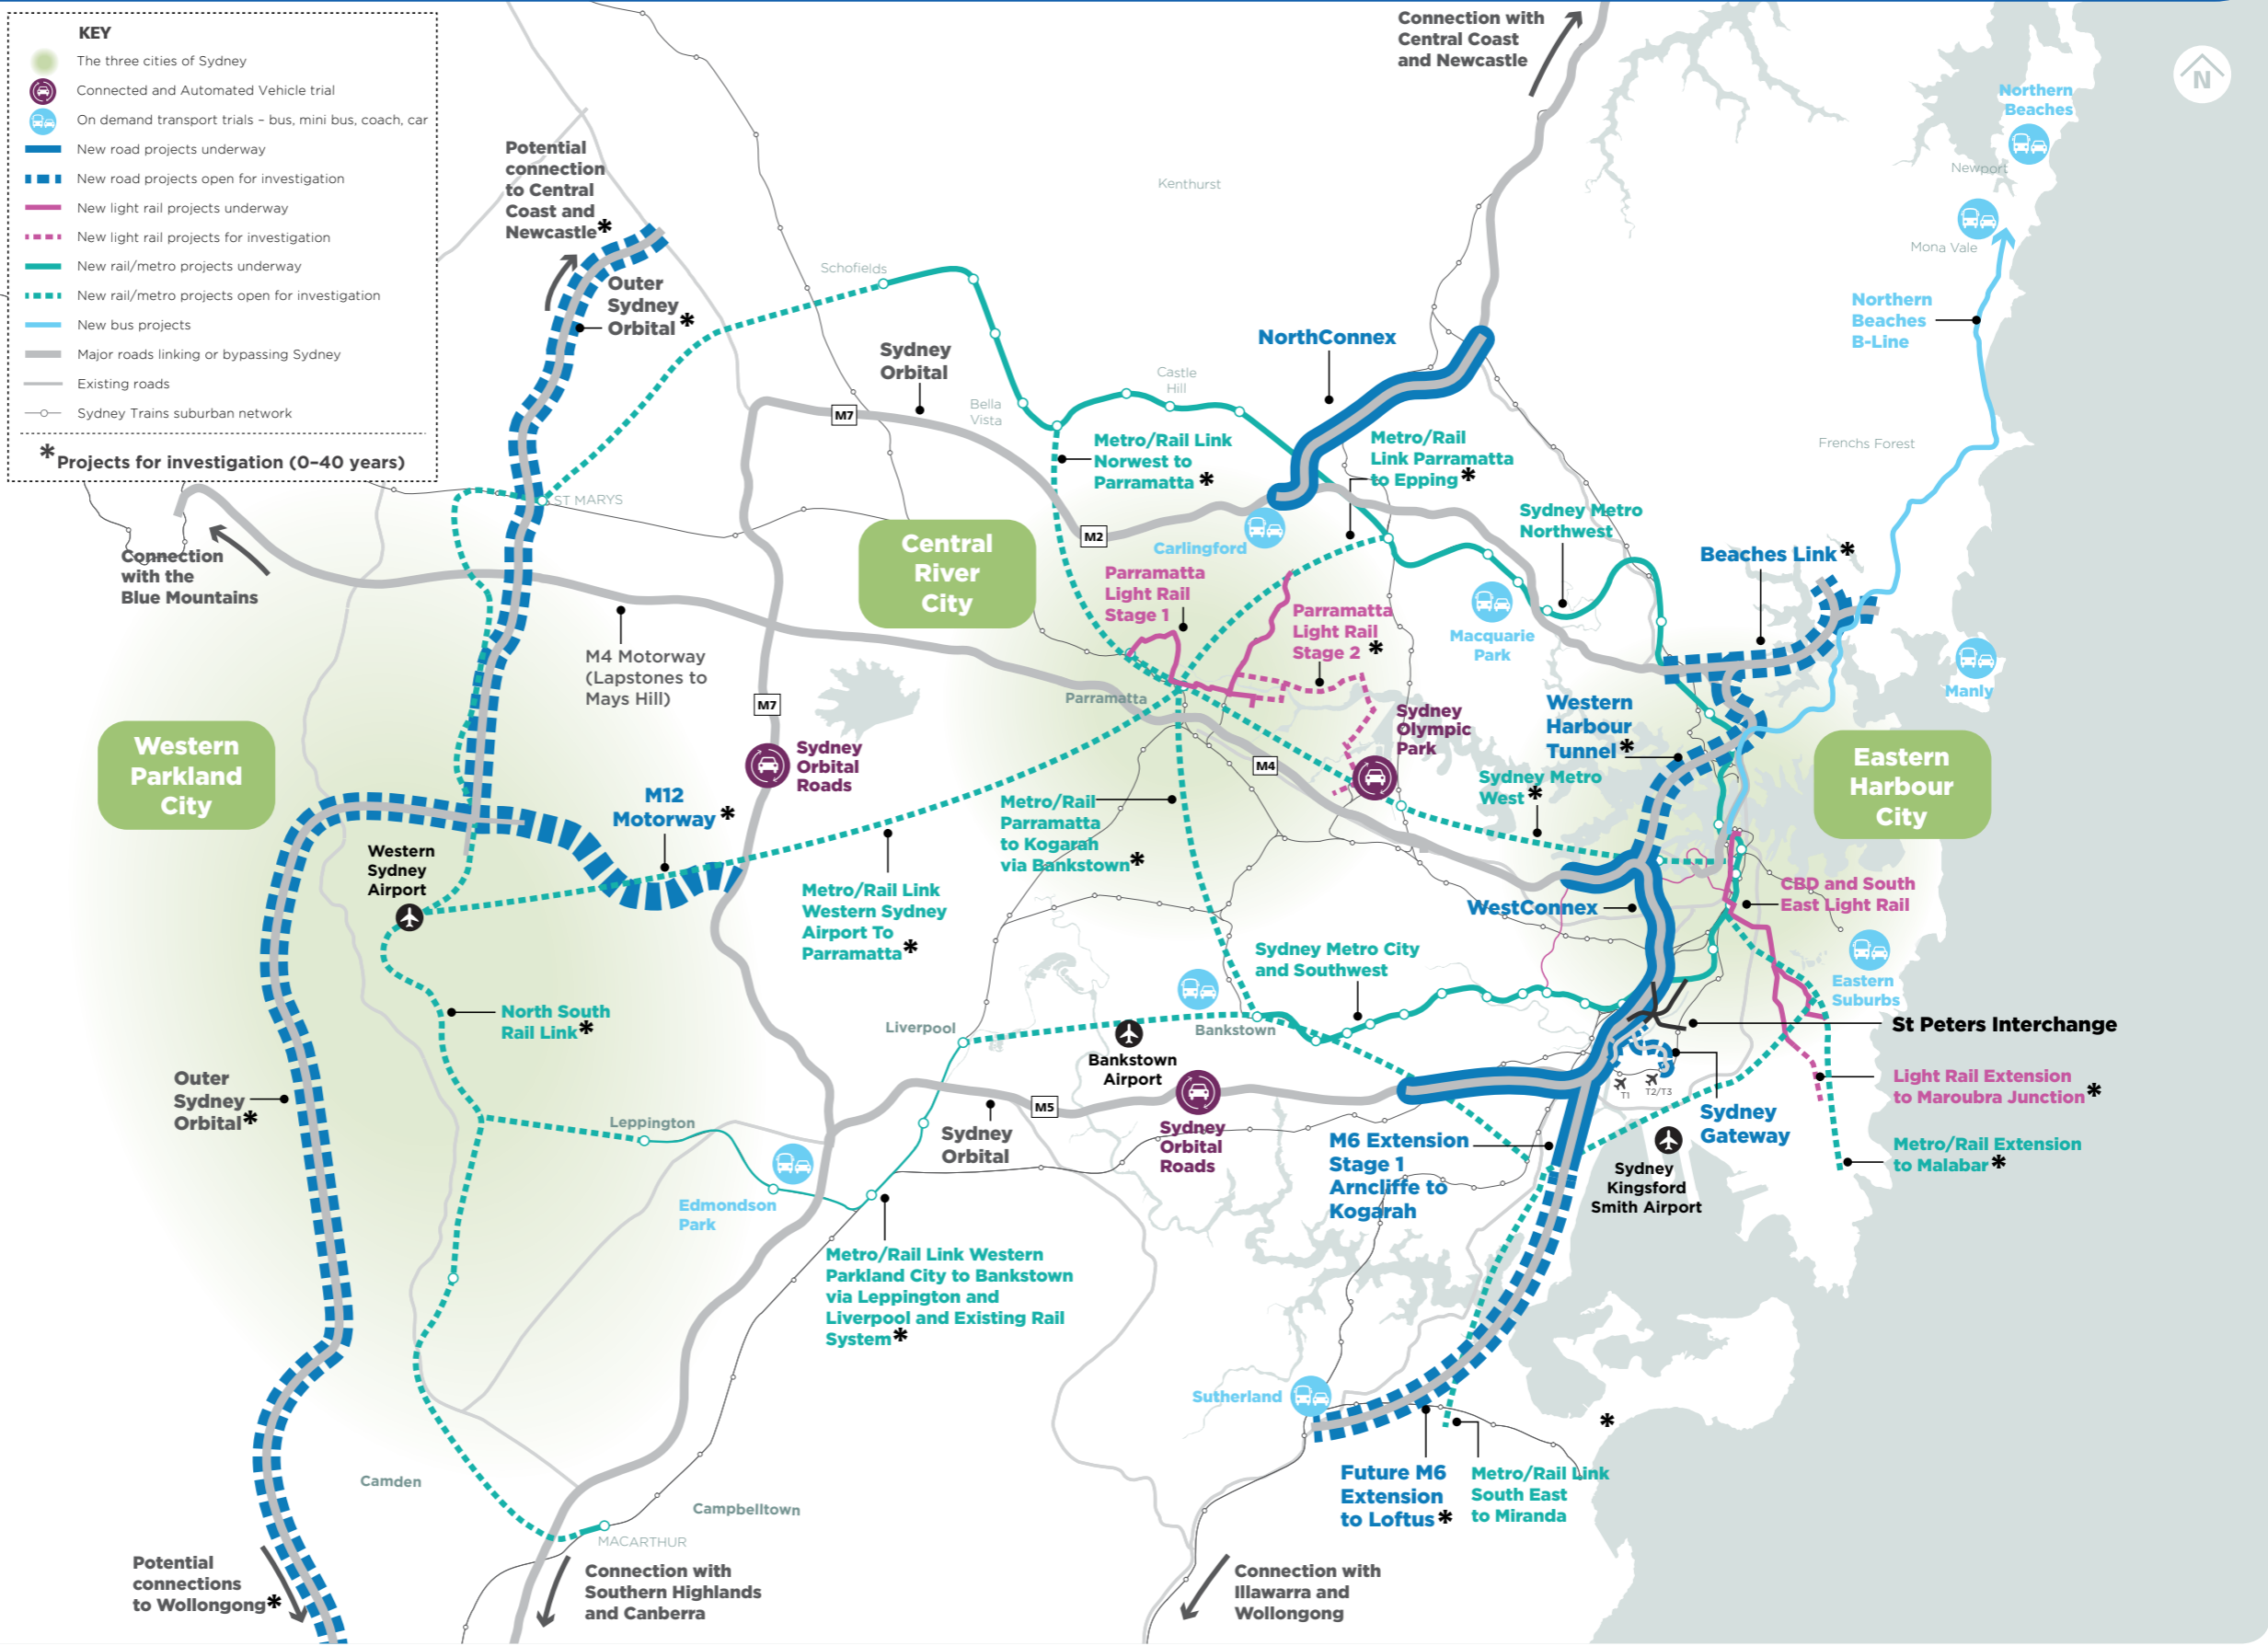 KEY
The three cities of Sydney
Connected and Automated Vehicle trial
On demand transport trials – bus, mini bus, coach, car
New road projects underway
New road projects open for investigation
New light rail projects underway
New light rail projects for investigation
New rail/metro projects underway
New rail/metro projects open for investigation
New bus projects
Major roads linking or bypassing Sydney
Existing roads
Sydney Trains suburban network
*Projects for investigation (0–40 years)
Connection with
Central Coast
and Newcastle
N
Northern
Beaches
Newport
Mona Vale
Northern
Beaches
B-Line
Frenchs Forest
Potential
connection
to Central
Coast and
Newcastle*
Outer
Sydney
Orbital*
Kenthurst
Schofields
Sydney
Orbital
M7
Bella
Vista
Castle
Hill
NorthConnex
Metro/Rail Link
Norwest to
Parramatta*
Metro/Rail
Link Parramatta
to Epping*
ST MARYS
M2
Carlingford
Sydney Metro
Northwest
Beaches Link*
Connection
with the
Blue Mountains
Central
River
City
Parramatta
Light Rail
Stage 1
Parramatta
Light Rail
Stage 2*
Macquarie
Park
Manly
M4 Motorway
(Lapstones to
Mays Hill)
M7
Parramatta
Sydney
Olympic
Park
Western
Harbour
Tunnel*
Western
Parkland
City
Sydney
Orbital
Roads
M4
Sydney Metro
West*
Eastern
Harbour
City
M12
Motorway*
Metro/Rail
Parramatta
to Kogarah
via Bankstown*
Western
Sydney
Airport
Metro/Rail Link
Western Sydney
Airport To
Parramatta*
WestConnex
CBD and South
East Light Rail
Sydney Metro City
and Southwest
Eastern
Suburbs
North South
Rail Link*
Liverpool
Bankstown
Bankstown
Airport
St Peters Interchange
Outer
Sydney
Orbital*
M5
T1
T2/T3
Light Rail Extension
to Maroubra Junction*
Leppington
Sydney
Orbital
Sydney
Orbital
Roads
M6 Extension
Stage 1
Arncliffe to
Kogarah
Sydney
Gateway
Metro/Rail Extension
to Malabar*
Sydney
Kingsford
Smith Airport
Edmondson
Park
Metro/Rail Link Western
Parkland City to Bankstown
via Leppington and
Liverpool and Existing Rail
System*
Sutherland
*
Camden
Campbelltown
MACARTHUR
Future M6
Extension
to Loftus*
Metro/Rail Link
South East
to Miranda
Potential
connections
to Wollongong*
Connection with
Southern Highlands
and Canberra
Connection with
Illawarra and
Wollongong